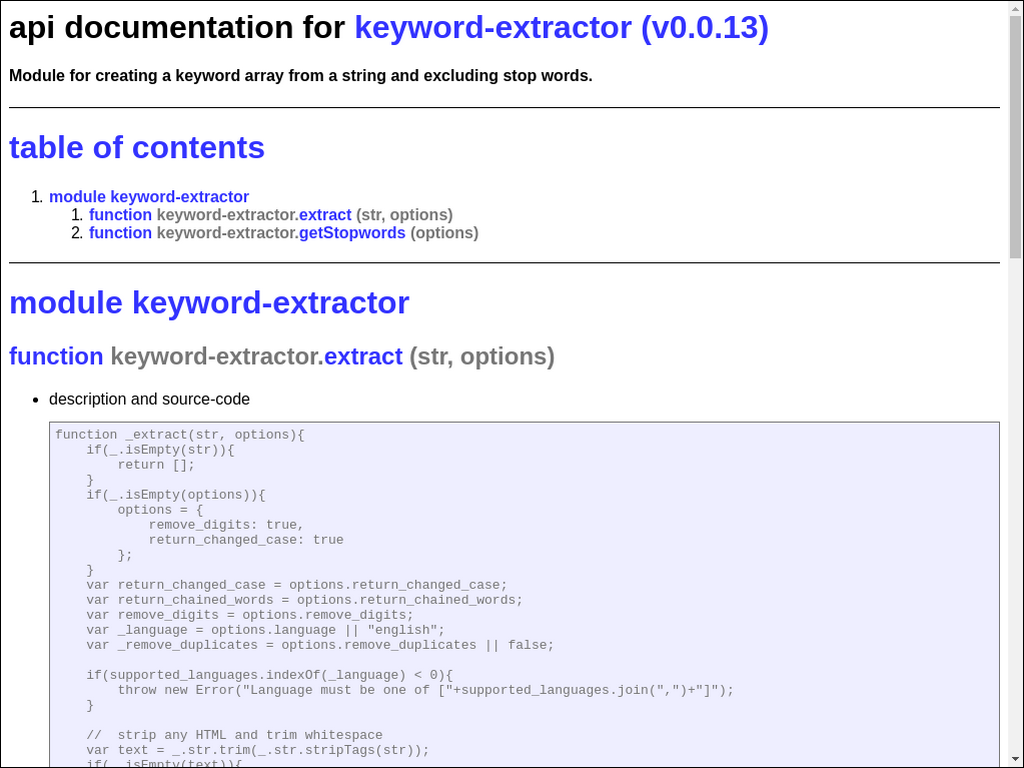 api documentation for keyword-extractor (v0.0.13)
Module for creating a keyword array from a string and excluding stop words.
table of contents
1. module keyword-extractor
1. function keyword-extractor.extract (str, options)
2. function keyword-extractor.getStopwords (options)
module keyword-extractor
function keyword-extractor.extract (str, options)
• description and source-code
function _extract(str, options){
    if(_.isEmpty(str)){
        return [];
    }
    if(_.isEmpty(options)){
        options = {
            remove_digits: true,
            return_changed_case: true
        };
    }
    var return_changed_case = options.return_changed_case;
    var return_chained_words = options.return_chained_words;
    var remove_digits = options.remove_digits;
    var _language = options.language || "english";
    var _remove_duplicates = options.remove_duplicates || false;
    if(supported_languages.indexOf(_language) < 0){
        throw new Error("Language must be one of ["+supported_languages.join(",")+"]");
    }
    //  strip any HTML and trim whitespace
    var text = _.str.trim(_.str.stripTags(str));
    if(_.isEmpty(text)){